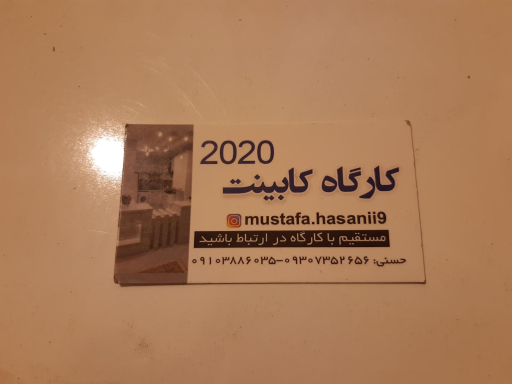 2020
کارگاه کابینت
mustafa.hasanii9
مستقیم با کارگاه در ارتباط باشید
حسنی: ۰۹۳۰۷۳۵۲۶۵۶-۰۹۱۰۳۸۸۶۰۳۵